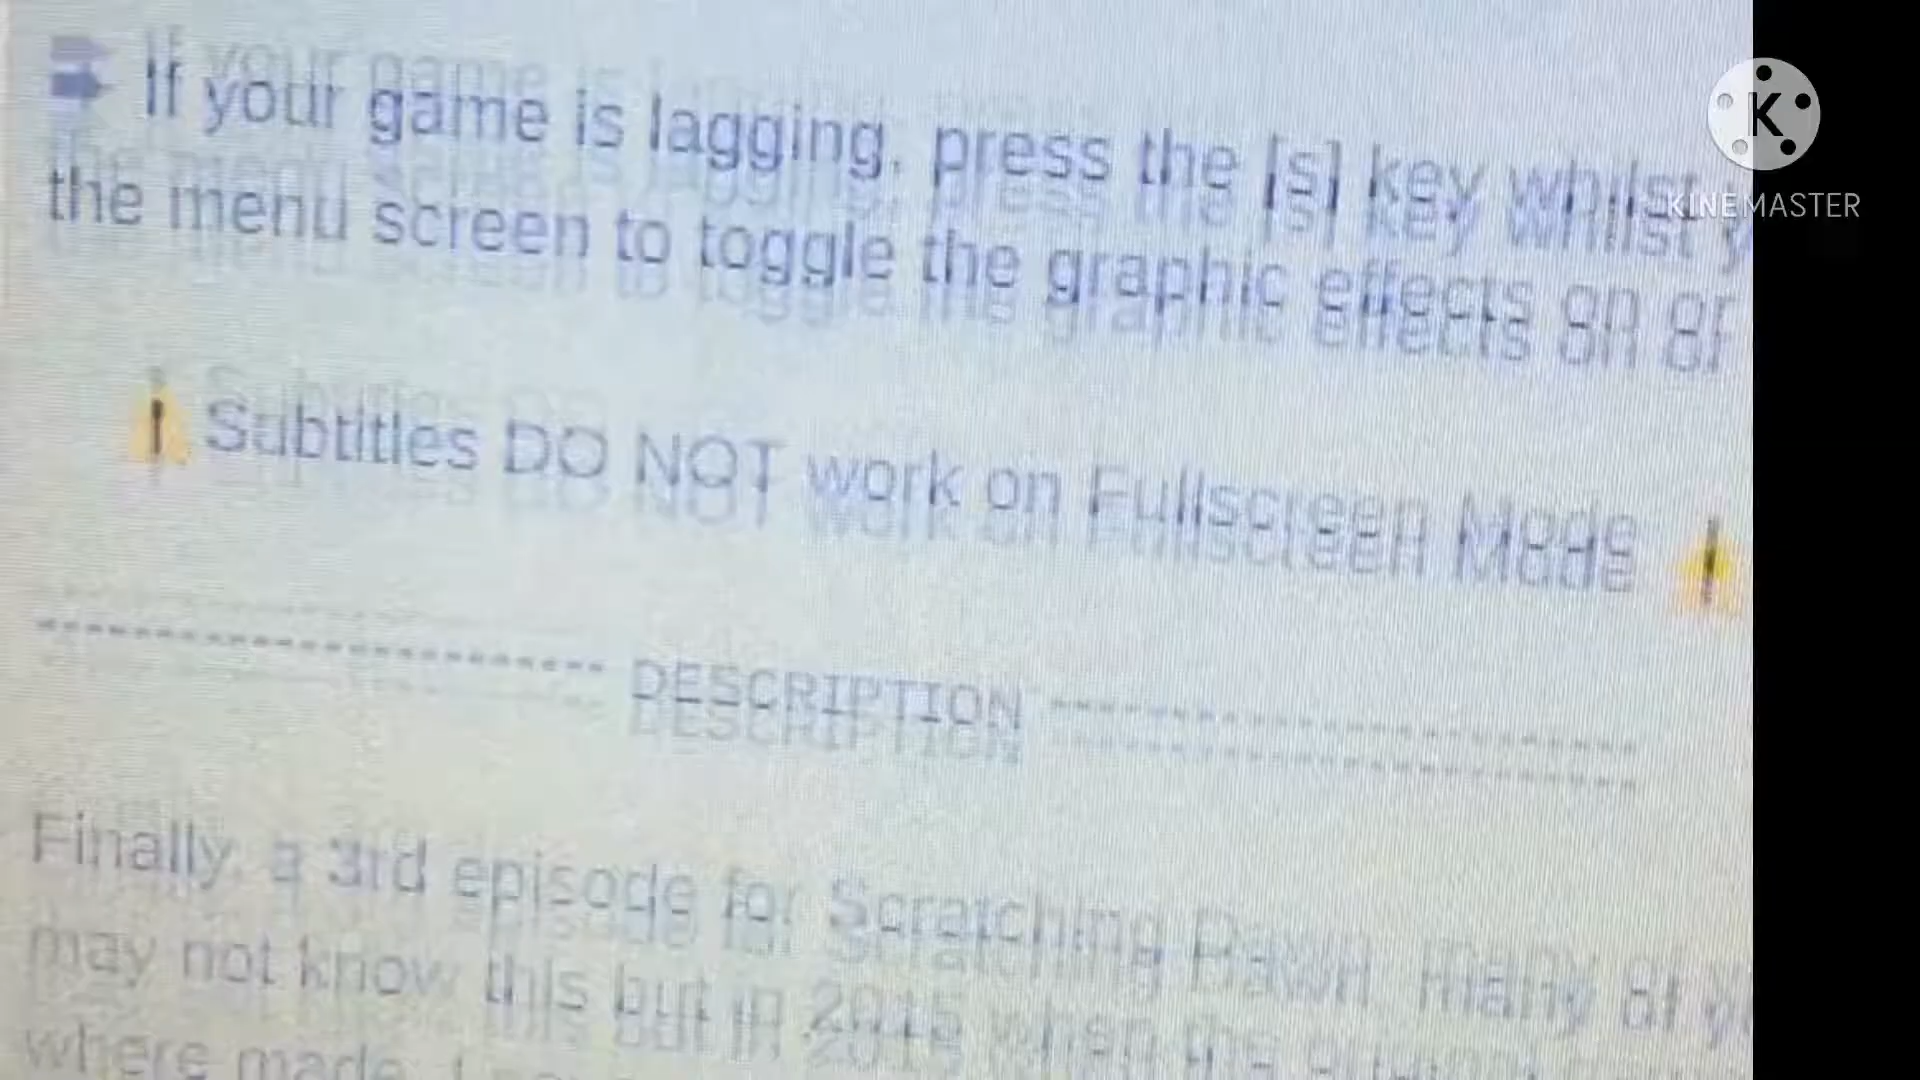 If your game is lagging, press the [s] key whilst y
the menu screen to toggle the graphic effects on or
Subtitles DO NOT work on Fullscreen Mode
-------------------- DESCRIPTION --------------------
Finally, a 3rd episode for Scratching Dawn, many of y
may not know this but in 2015 when the
where made, I
K
KINEMASTER